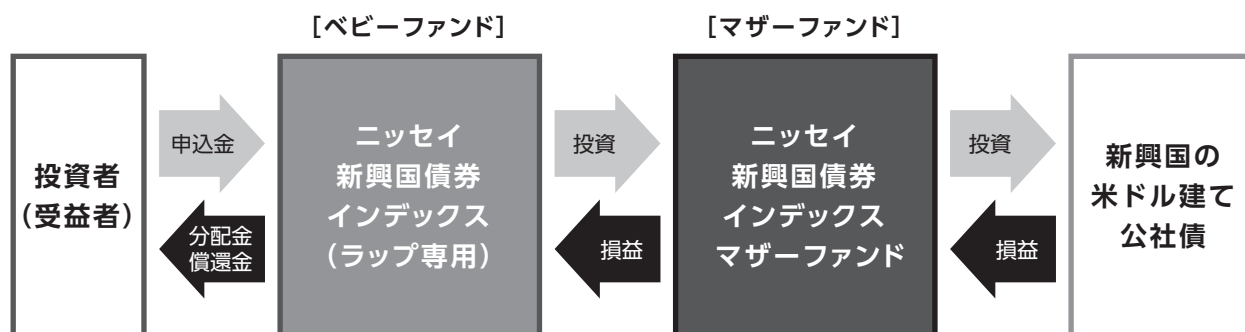 ［ベビーファンド］
［マザーファンド］
投資者
（受益者）
申込金
分配金
償還金
ニッセイ
新興国債券
インデックス
（ラップ専用）
投資
損益
ニッセイ
新興国債券
インデックス
マザーファンド
投資
損益
新興国の
米ドル建て
公社債